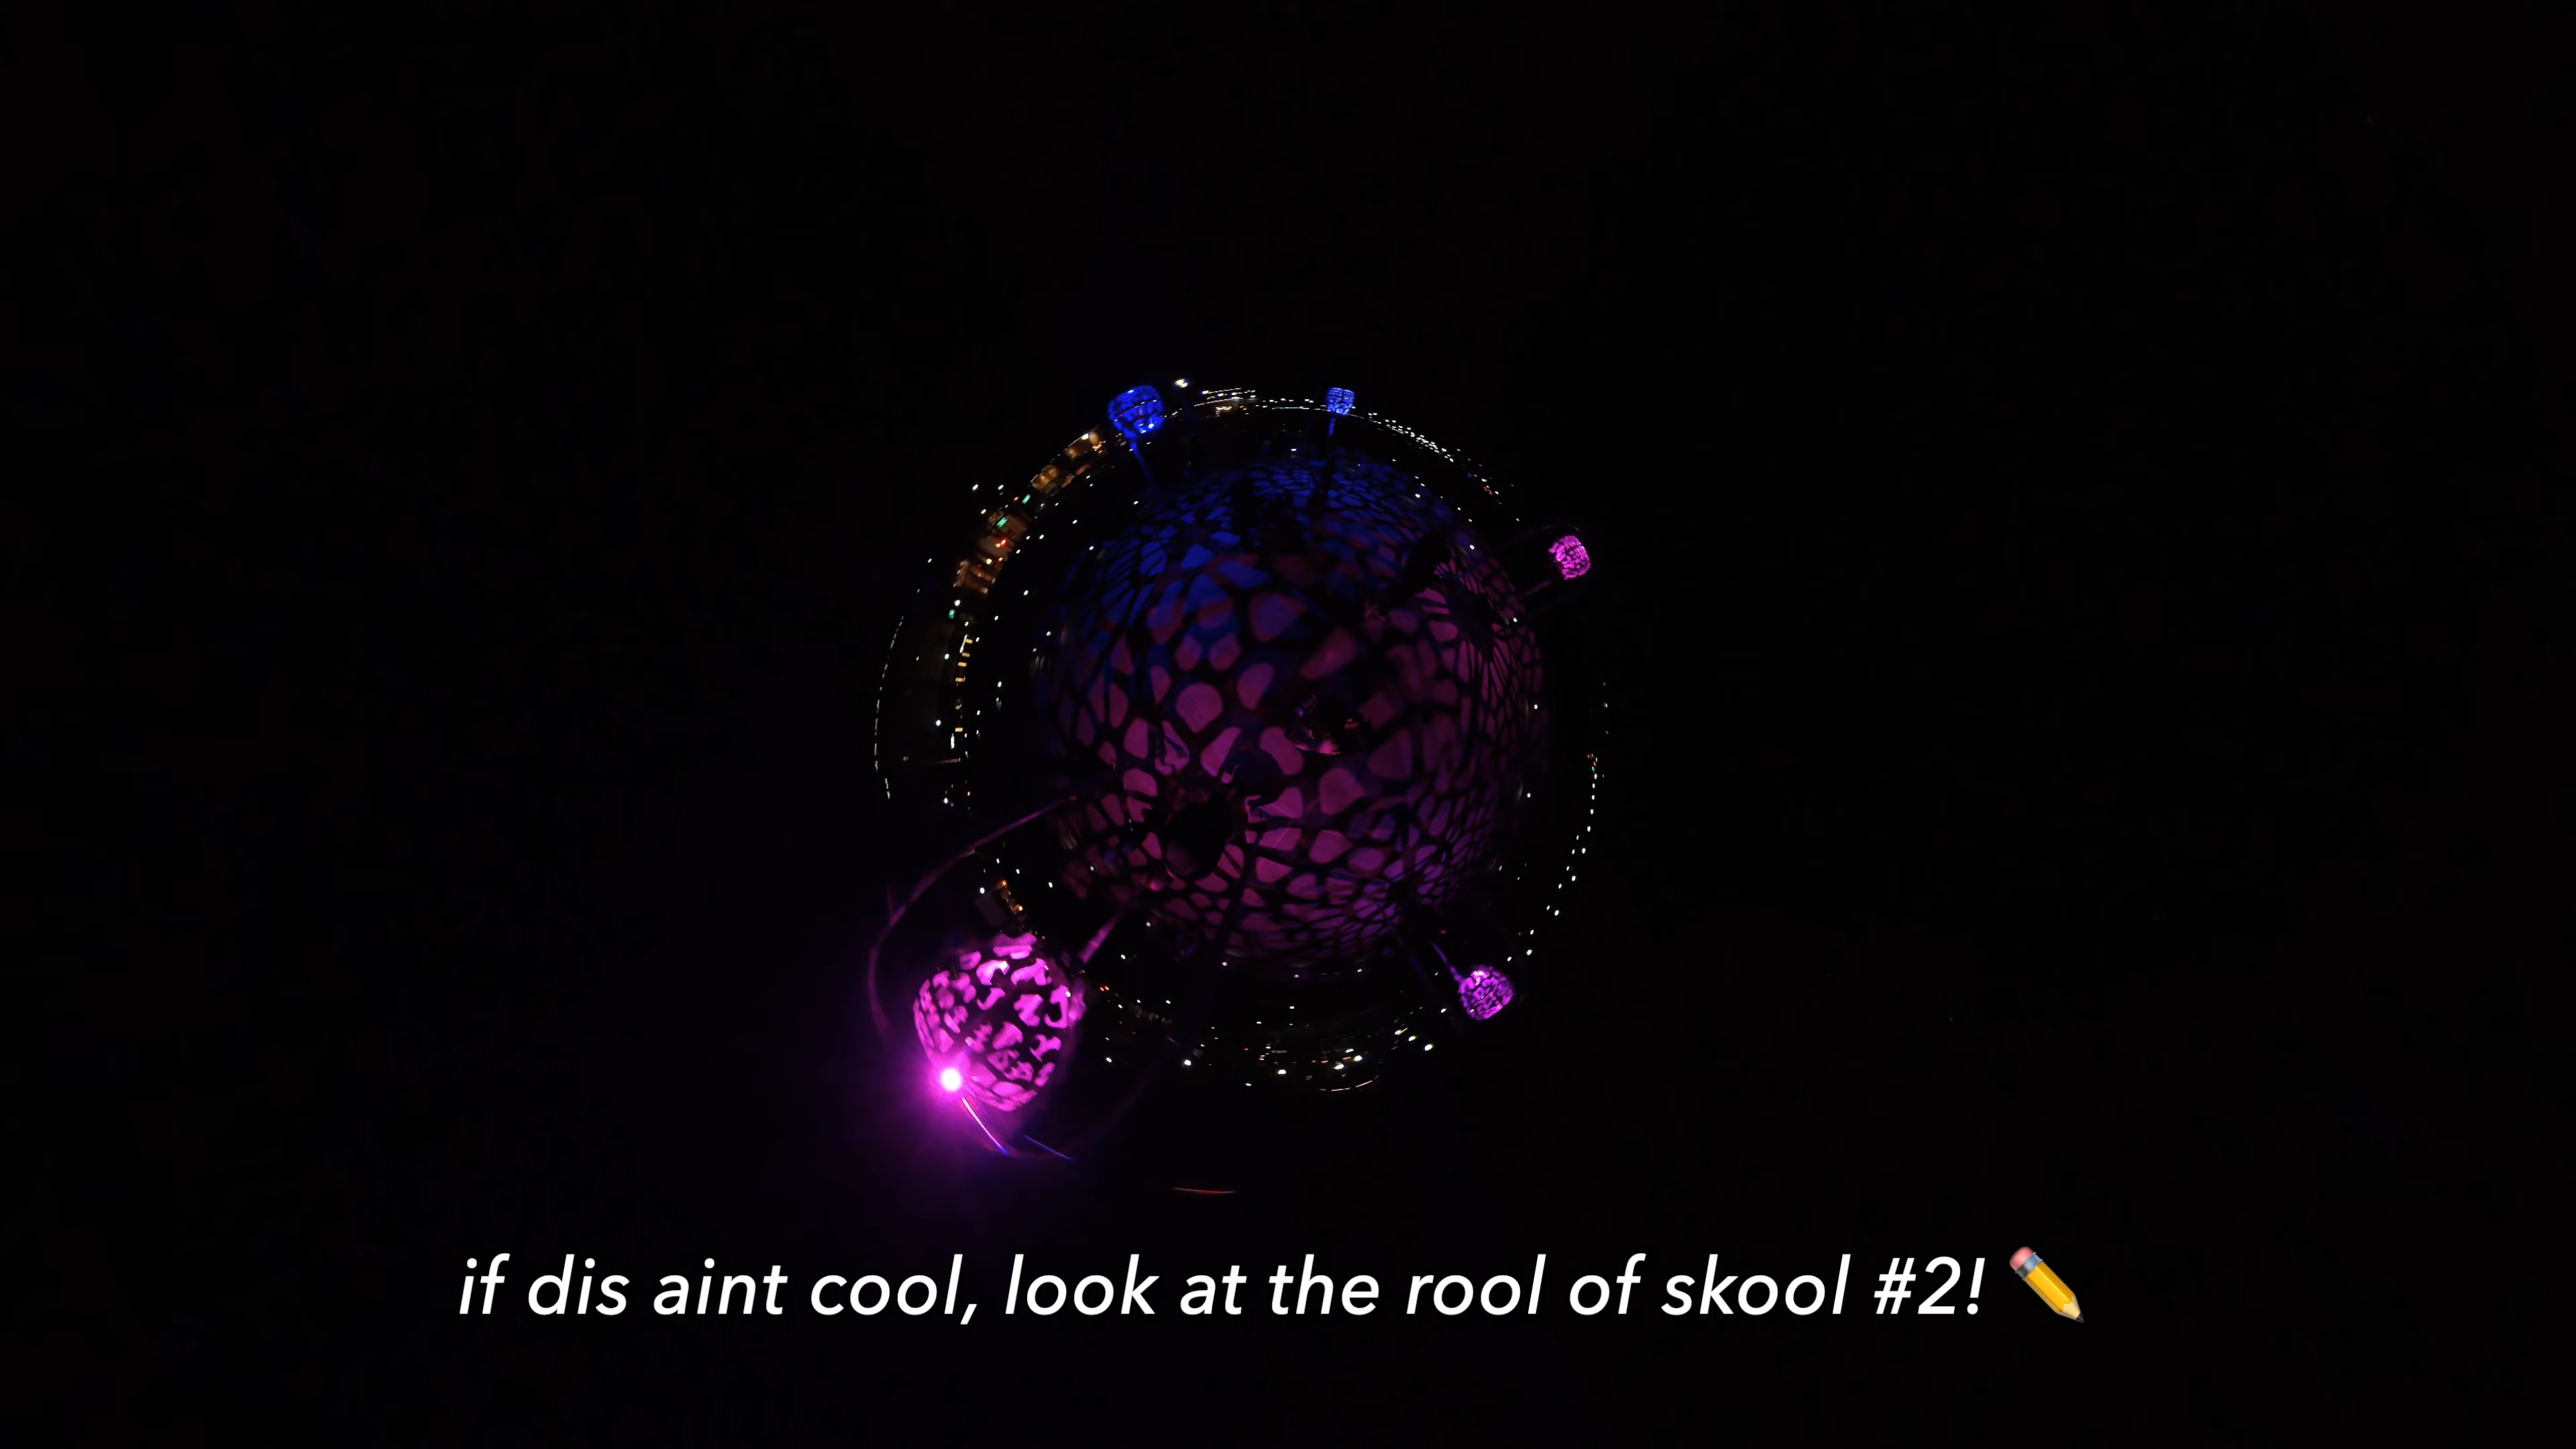 if dis aint cool, look at the rool of skool #2! ✏️